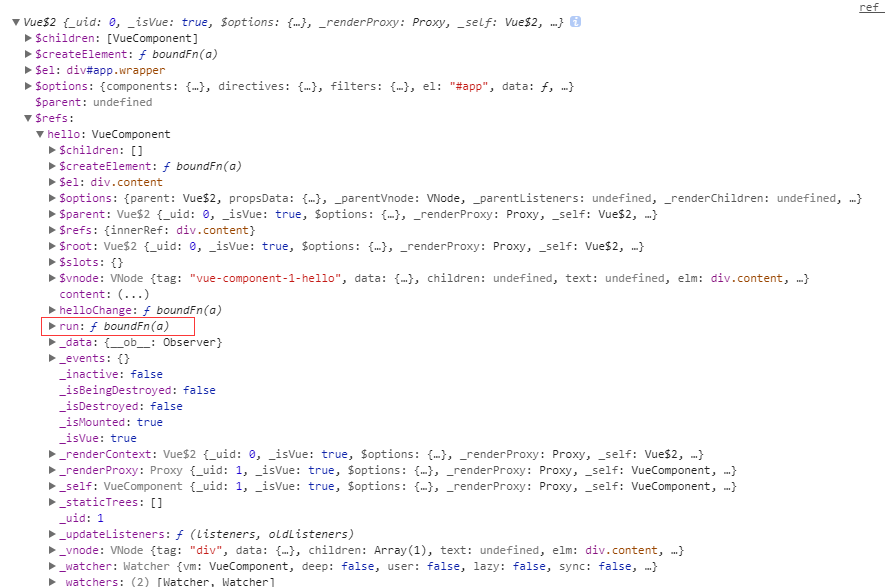 ref
▼Vue$2 {_uid: 0, _isVue: true, $options: {…}, _renderProxy: Proxy, _self: Vue$2, …} i
▶$children: [VueComponent]
▶$createElement: ƒ boundFn(a)
▶$el: div#app.wrapper
▶$options: {components: {…}, directives: {…}, filters: {…}, el: "#app", data: ƒ, …}
$parent: undefined
▼$refs:
▼hello: VueComponent
▶$children: []
▶$createElement: ƒ boundFn(a)
▶$el: div.content
▶$options: {parent: Vue$2, propsData: {…}, _parentVnode: VNode, _parentListeners: undefined, _renderChildren: undefined, …}
▶$parent: Vue$2 {_uid: 0, _isVue: true, $options: {…}, _renderProxy: Proxy, _self: Vue$2, …}
▶$refs: {innerRef: div.content}
▶$root: Vue$2 {_uid: 0, _isVue: true, $options: {…}, _renderProxy: Proxy, _self: Vue$2, …}
▶$slots: {}
▶$vnode: VNode {tag: "vue-component-1-hello", data: {…}, children: undefined, text: undefined, elm: div.content, …}
content: (...)
▶helloChange: ƒ boundFn(a)
▶run: ƒ boundFn(a)
▶_data: {__ob__: Observer}
▶_events: {}
_inactive: false
_isBeingDestroyed: false
_isDestroyed: false
_isMounted: true
_isVue: true
▶_renderContext: Vue$2 {_uid: 0, _isVue: true, $options: {…}, _renderProxy: Proxy, _self: Vue$2, …}
▶_renderProxy: Proxy {_uid: 1, _isVue: true, $options: {…}, _renderProxy: Proxy, _self: VueComponent, …}
▶_self: VueComponent {_uid: 1, _isVue: true, $options: {…}, _renderProxy: Proxy, _self: VueComponent, …}
▶_staticTrees: []
_uid: 1
▶_updateListeners: ƒ (listeners, oldListeners)
▶_vnode: VNode {tag: "div", data: {…}, children: Array(1), text: undefined, elm: div.content, …}
▶_watcher: Watcher {vm: VueComponent, deep: false, user: false, lazy: false, sync: false, …}
▶_watchers: (2) [Watcher, Watcher]